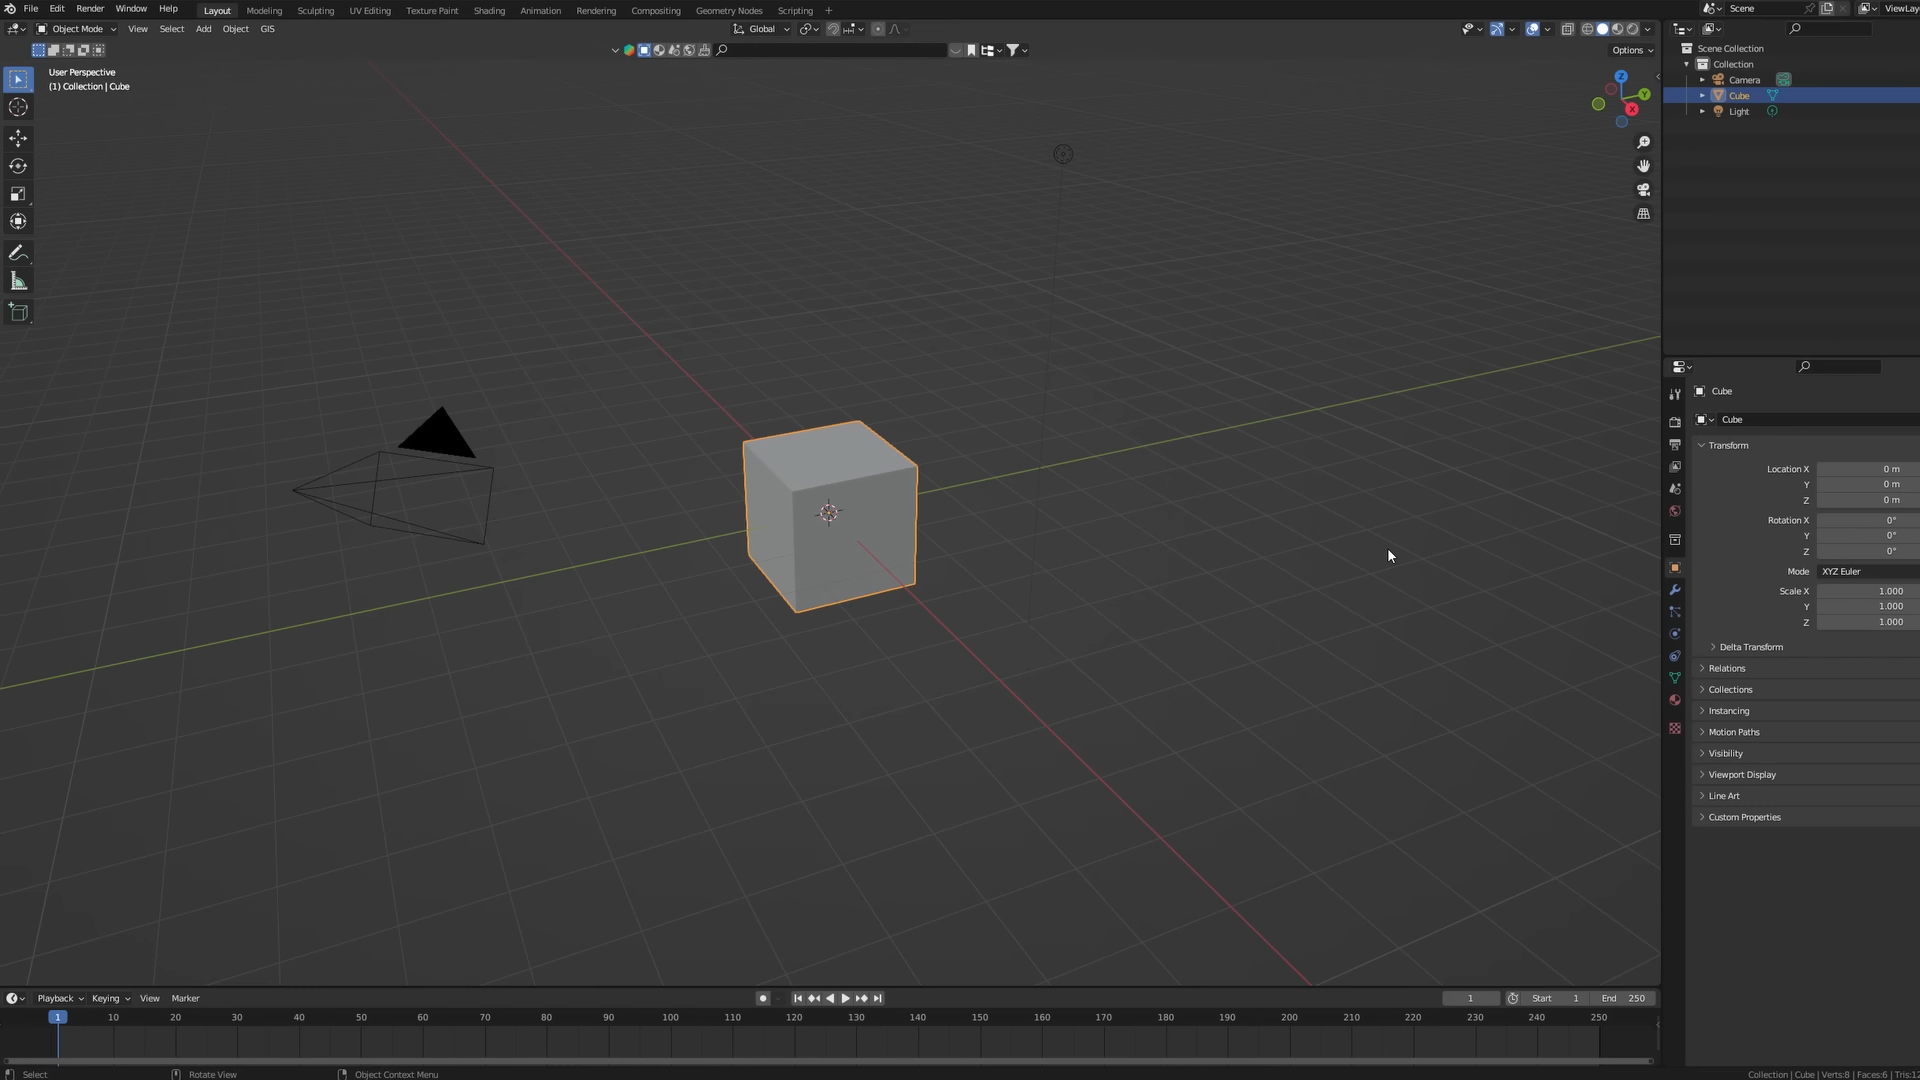 File Edit Render Window Help Layout Modeling Sculpting UV Editing Texture Paint Shading Animation Rendering Compositing Geometry Nodes Scripting + Scene ViewLay
Object Mode View Select Add Object GIS Global
Options
User Perspective
(1) Collection | Cube
Z
Y
X
Scene Collection
Collection
Camera
Cube
Light
Cube
Cube
Transform
Location X 0 m
Y 0 m
Z 0 m
Rotation X 0°
Y 0°
Z 0°
Mode XYZ Euler
Scale X 1.000
Y 1.000
Z 1.000
Delta Transform
Relations
Collections
Instancing
Motion Paths
Visibility
Viewport Display
Line Art
Custom Properties
Playback Keying View Marker 1 Start 1 End 250
1 10 20 30 40 50 60 70 80 90 100 110 120 130 140 150 160 170 180 190 200 210 220 230 240 250
Select Rotate View Object Context Menu Collection | Cube | Verts:8 | Faces:6 | Tris:12